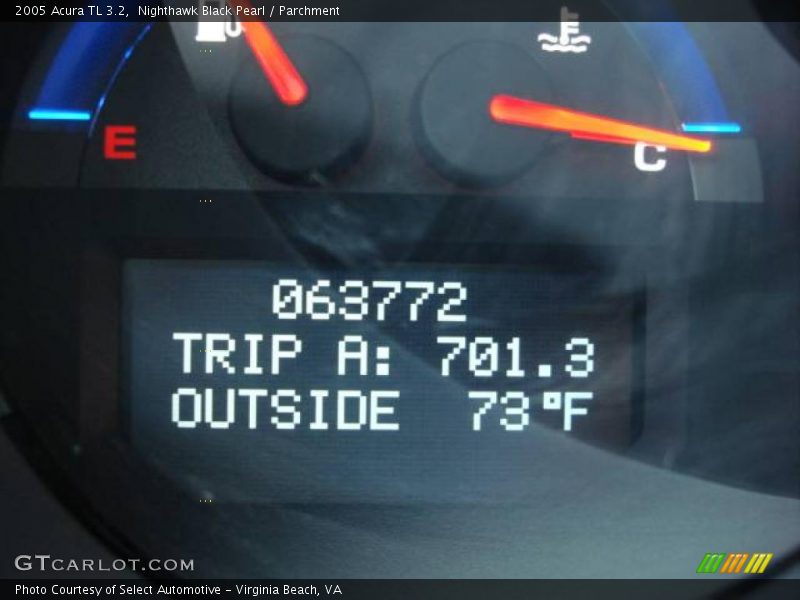 2005 Acura TL 3.2,  Nighthawk Black Pearl / Parchment
E
C
063772
TRIP A: 701.3
OUTSIDE 73°F
GTCARLOT.COM
Photo Courtesy of Select Automotive - Virginia Beach, VA